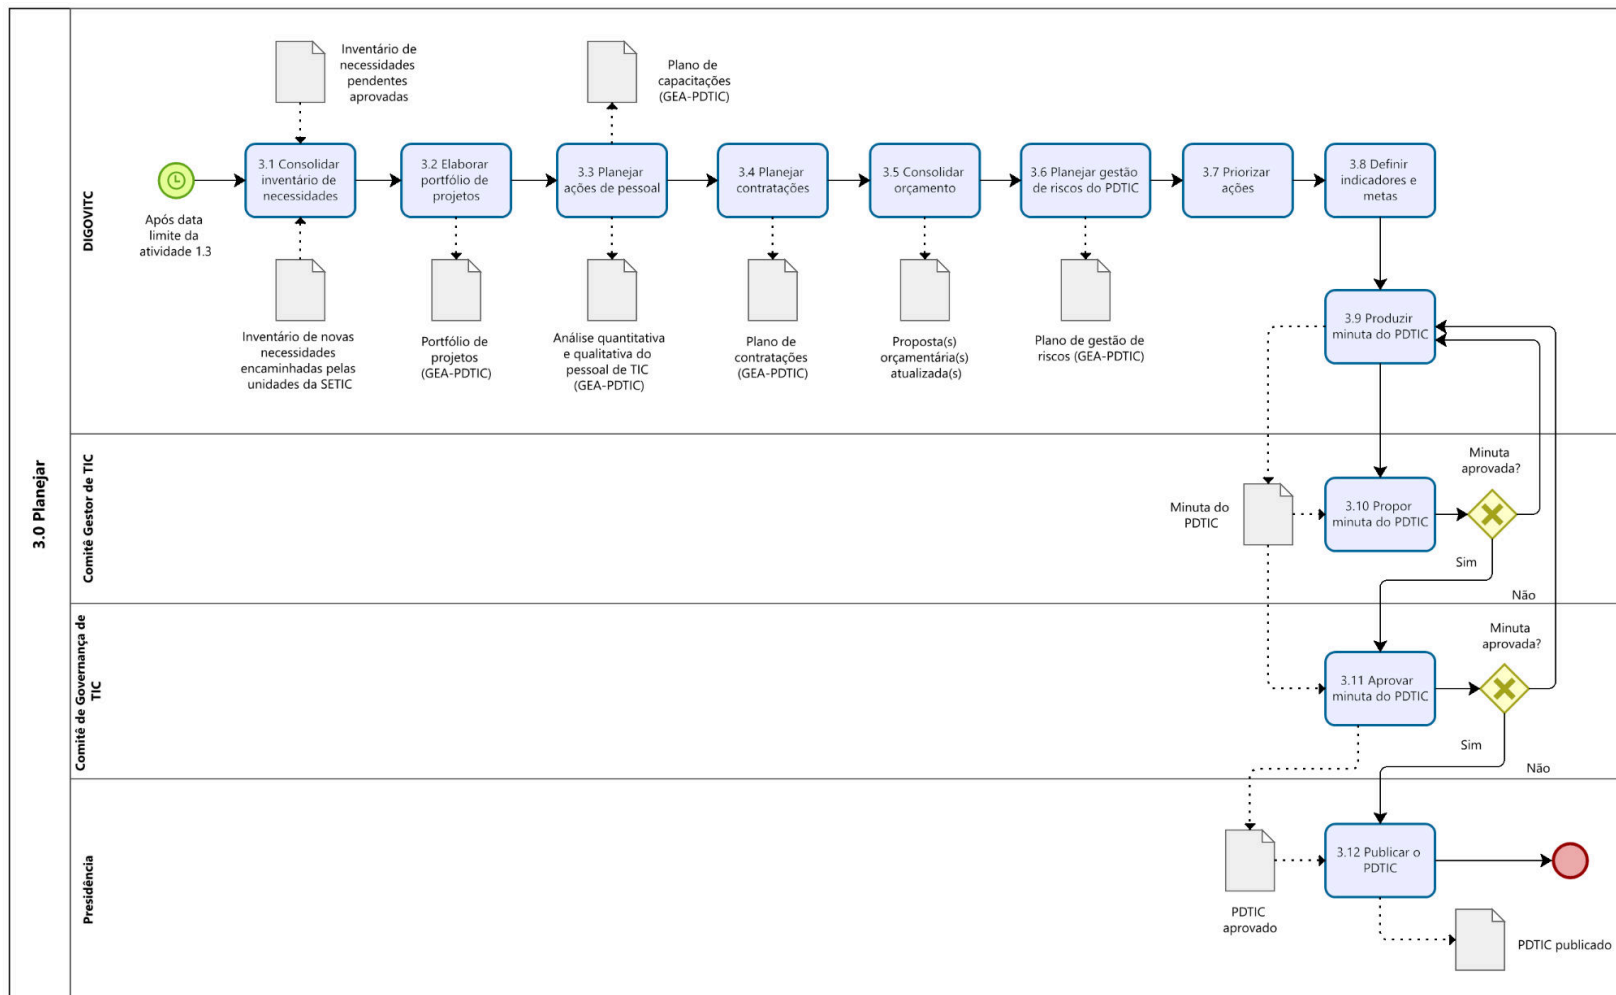 3.0 Planejar
DIGOVITC
Inventário de
necessidades
pendentes
aprovadas
Plano de
capacitações
(GEA-PDTIC)
Após data
limite da
atividade 1.3
3.1 Consolidar
inventário de
necessidades
3.2 Elaborar
portfólio de
projetos
3.3 Planejar
ações de pessoal
3.4 Planejar
contratações
3.5 Consolidar
orçamento
3.6 Planejar gestão
de riscos do PDTIC
3.7 Priorizar
ações
3.8 Definir
indicadores e
metas
Inventário de novas
necessidades
encaminhadas pelas
unidades da SETIC
Portfólio de
projetos
(GEA-PDTIC)
Análise quantitativa
e qualitativa do
pessoal de TIC
(GEA-PDTIC)
Plano de
contratações
(GEA-PDTIC)
Proposta(s)
orçamentária(s)
atualizada(s)
Plano de gestão de
riscos (GEA-PDTIC)
3.9 Produzir
minuta do PDTIC
Comitê Gestor de TIC
Minuta do
PDTIC
3.10 Propor
minuta do PDTIC
Minuta
aprovada?
Sim
Não
Comitê de Governança de
TIC
3.11 Aprovar
minuta do PDTIC
Minuta
aprovada?
Sim
Não
Presidência
PDTIC
aprovado
3.12 Publicar o
PDTIC
PDTIC publicado